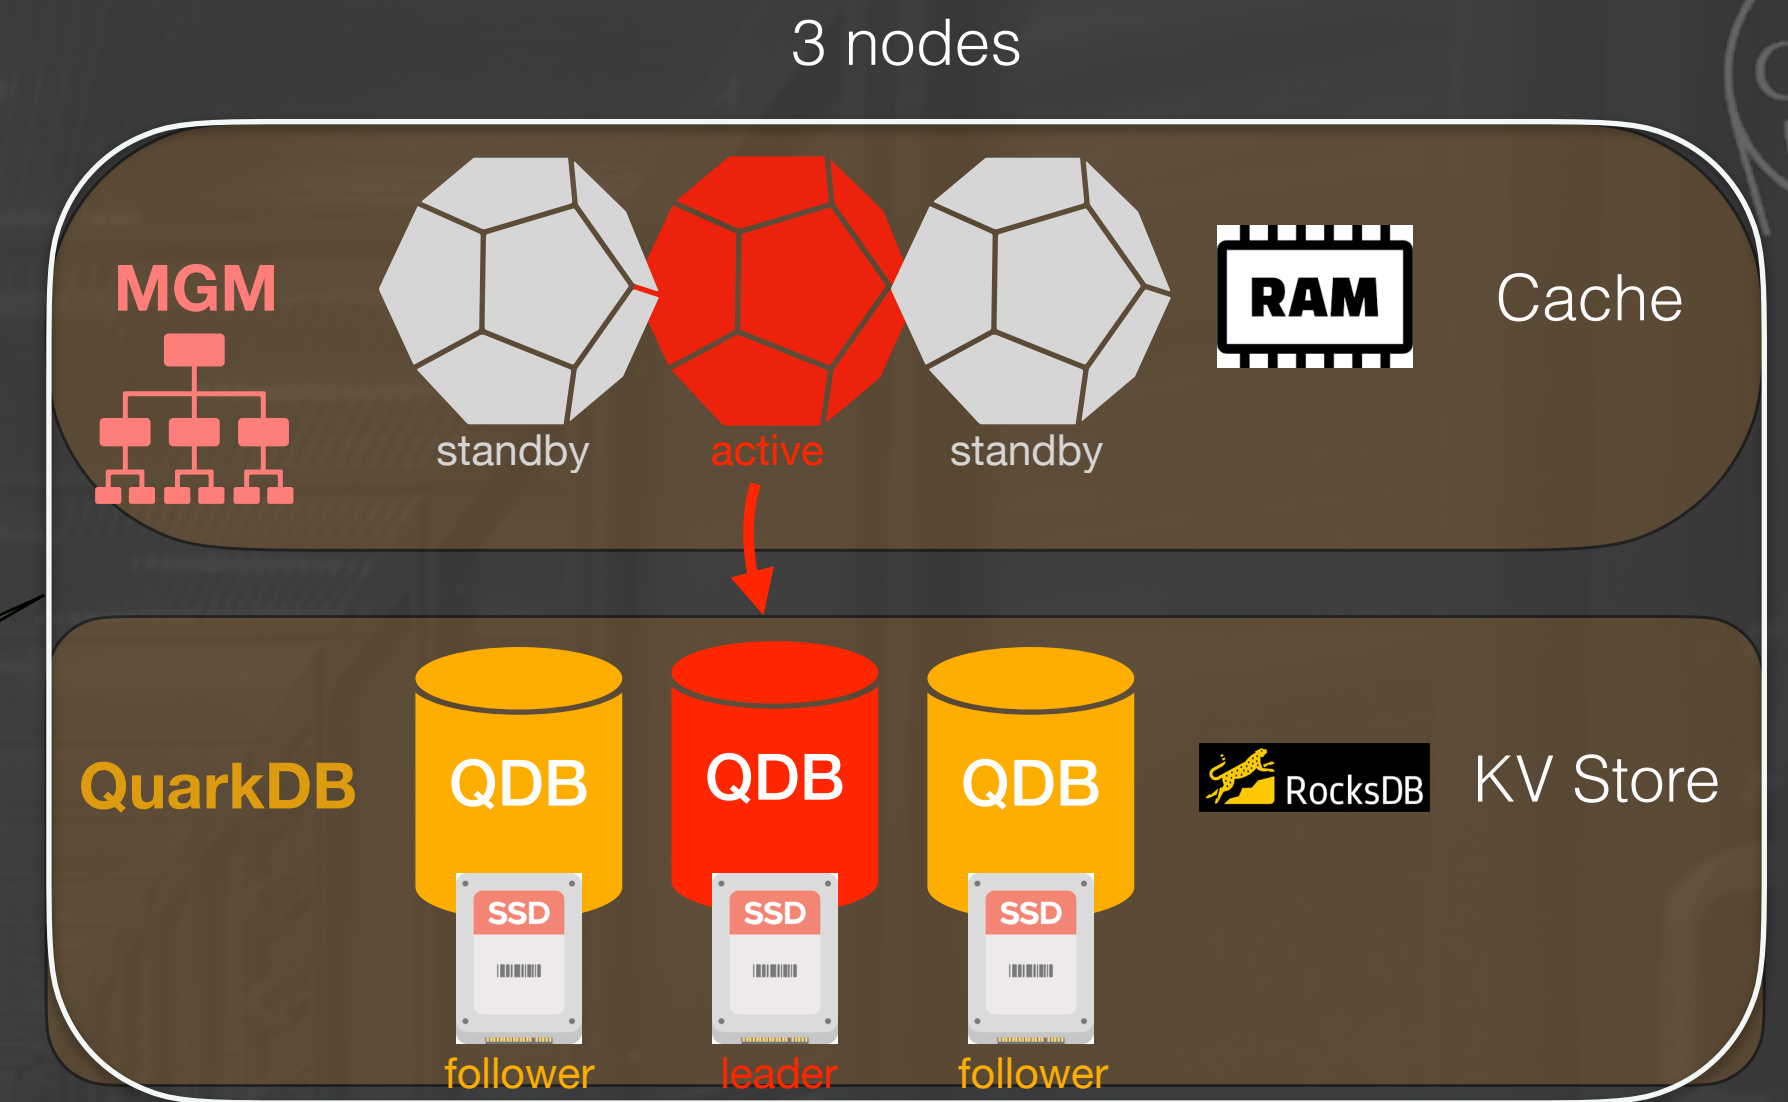 3 nodes
MGM
RAM
Cache
standby
active
standby
QuarkDB
QDB
QDB
QDB
RocksDB
KV Store
SSD
SSD
SSD
follower
leader
follower